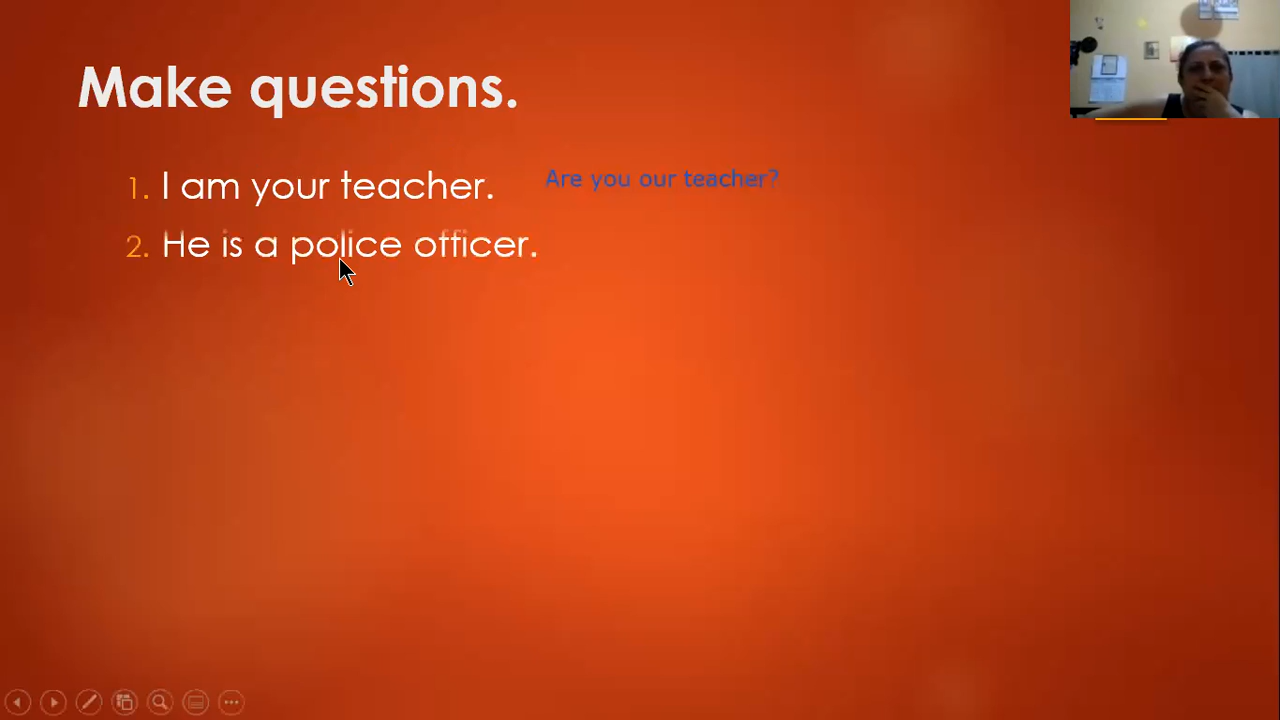 Make questions.
1. I am your teacher. Are you our teacher?
2. He is a police officer.